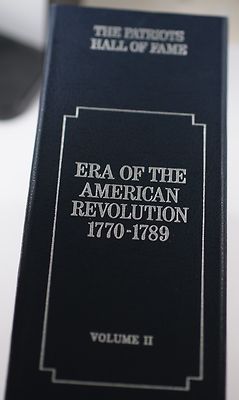 THE PATRIOTS
HALL OF FAME
ERA OF THE
AMERICAN
REVOLUTION
1770-1789
VOLUME II